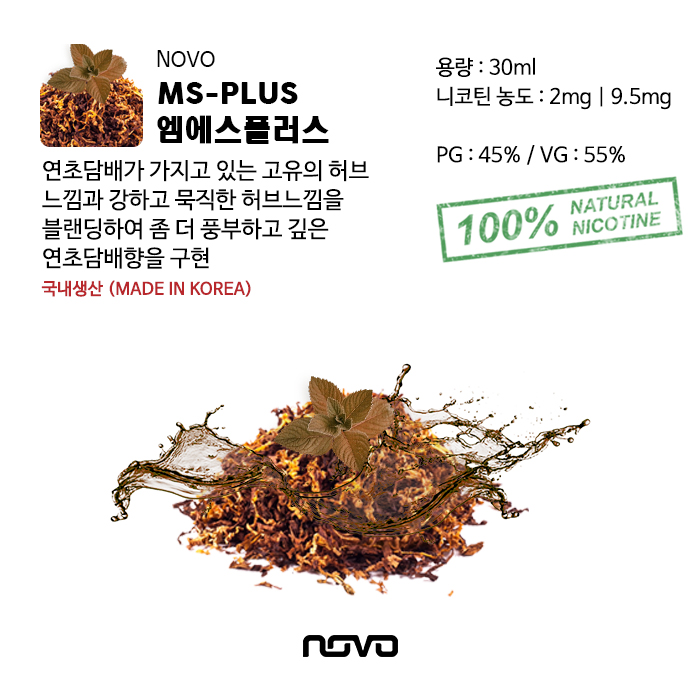 NOVO
MS-PLUS
엠에스플러스
연초담배가 가지고 있는 고유의 허브
느낌과 강하고 묵직한 허브느낌을
블랜딩하여 좀 더 풍부하고 깊은
연초담배향을 구현
국내생산 (MADE IN KOREA)
용량 : 30ml
니코틴 농도 : 2mg | 9.5mg
PG : 45% / VG : 55%
100% NATURAL
NICOTINE
novo